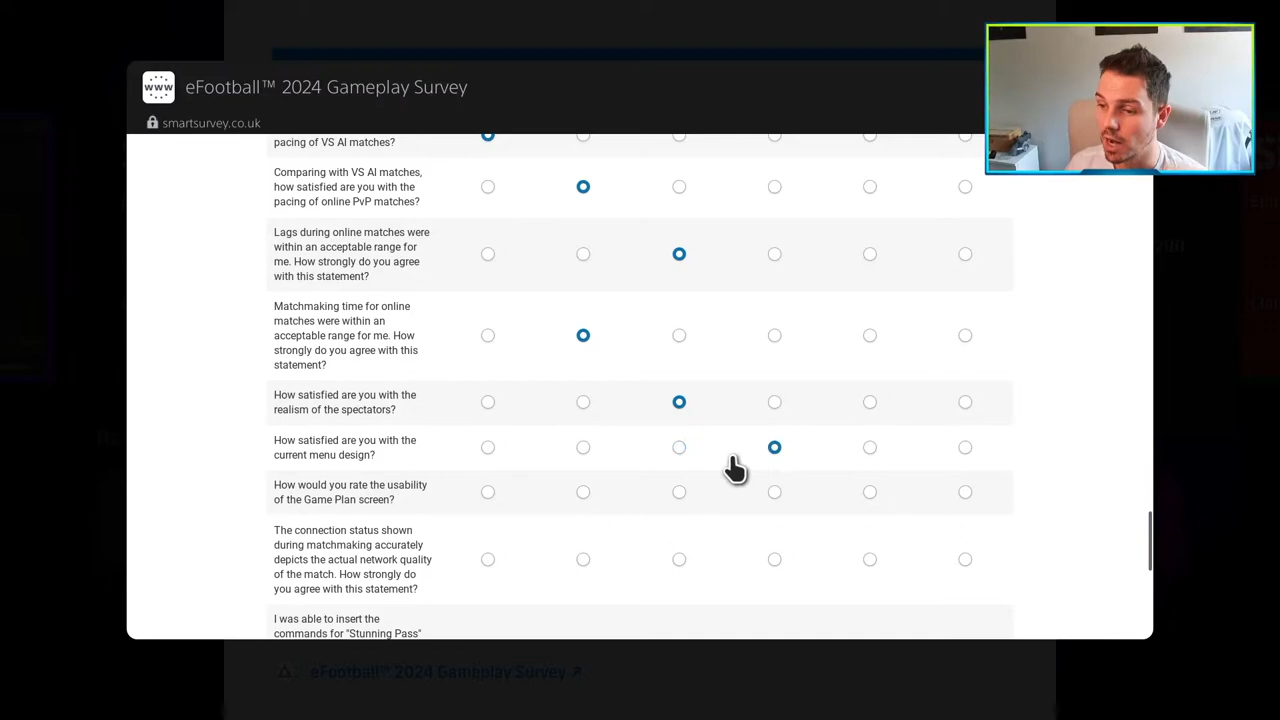 www
eFootball™ 2024 Gameplay Survey
smartsurvey.co.uk
pacing of VS AI matches?
Comparing with VS AI matches,
how satisfied are you with the
pacing of online PvP matches?
Lags during online matches were
within an acceptable range for
me. How strongly do you agree
with this statement?
Matchmaking time for online
matches were within an
acceptable range for me. How
strongly do you agree with this
statement?
How satisfied are you with the
realism of the spectators?
How satisfied are you with the
current menu design?
How would you rate the usability
of the Game Plan screen?
The connection status shown
during matchmaking accurately
depicts the actual network quality
of the match. How strongly do
you agree with this statement?
I was able to insert the
commands for "Stunning Pass"
eFootball™ 2024 Gameplay Survey